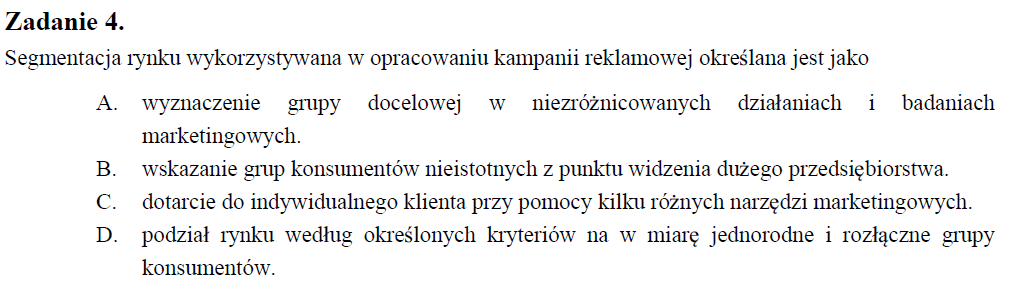 Zadanie 4.
Segmentacja rynku wykorzystywana w opracowaniu kampanii reklamowej określana jest jako
A. wyznaczenie grupy docelowej w niezróżnicowanych działaniach i badaniach
marketingowych.
B. wskazanie grup konsumentów nieistotnych z punktu widzenia dużego przedsiębiorstwa.
C. dotarcie do indywidualnego klienta przy pomocy kilku różnych narzędzi marketingowych.
D. podział rynku według określonych kryteriów na w miarę jednorodne i rozłączne grupy
konsumentów.